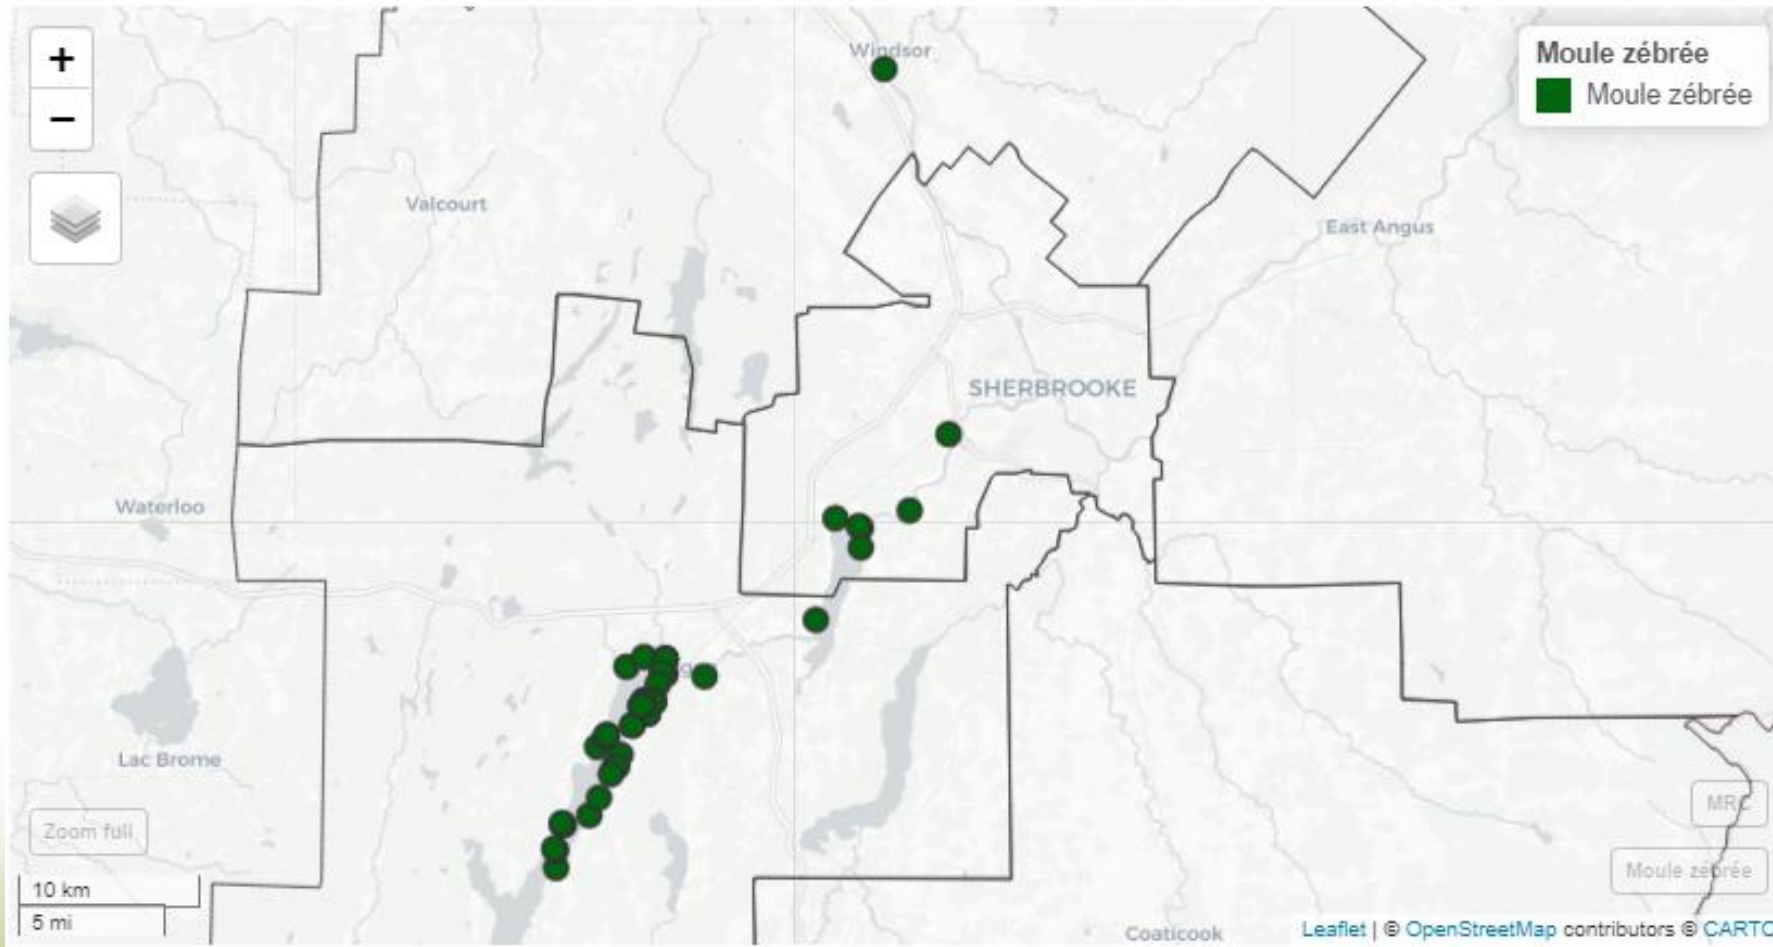 +
−
Windsor
Moule zébrée
Moule zébrée
Valcourt
East Angus
SHERBROOKE
Waterloo
Lac Brome
Zoom full
MRC
Moule zébrée
10 km
5 mi
Coaticook
Leaflet | © OpenStreetMap contributors © CARTO